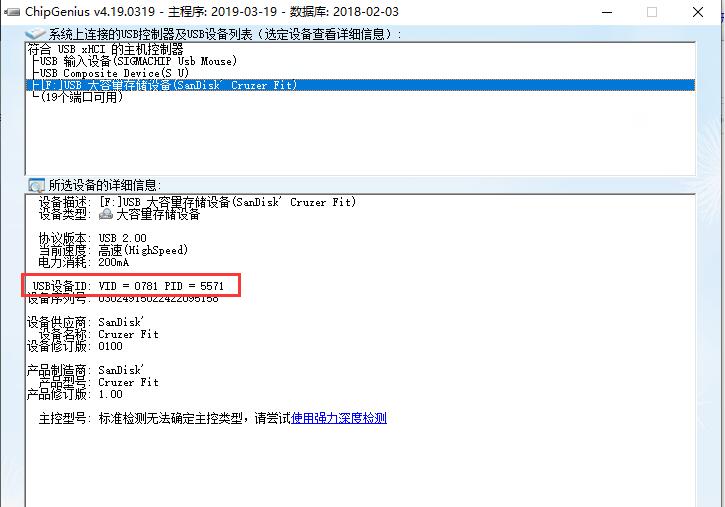 ChipGenius v4.19.0319 - 主程序: 2019-03-19 - 数据库: 2018-02-03
系统上连接的USB控制器及USB设备列表（选定设备查看详细信息）:
符合 USB xHCI 的主机控制器
├USB 输入设备(SIGMACHIP Usb Mouse)
├USB Composite Device(S U)
├[F:]USB 大容量存储设备(SanDisk' Cruzer Fit)
└(19个端口可用)
所选设备的详细信息:
设备描述: [F:]USB 大容量存储设备(SanDisk' Cruzer Fit)
设备类型: 大容量存储设备
协议版本: USB 2.00
当前速度: 高速(HighSpeed)
电力消耗: 200mA
USB设备ID: VID = 0781 PID = 5571
设备序列号: 03024915022422095158
设备供应商: SanDisk'
设备名称: Cruzer Fit
设备修订版: 0100
产品制造商: SanDisk'
产品型号: Cruzer Fit
产品修订版: 1.00
主控型号: 标准检测无法确定主控类型，请尝试使用强力深度检测